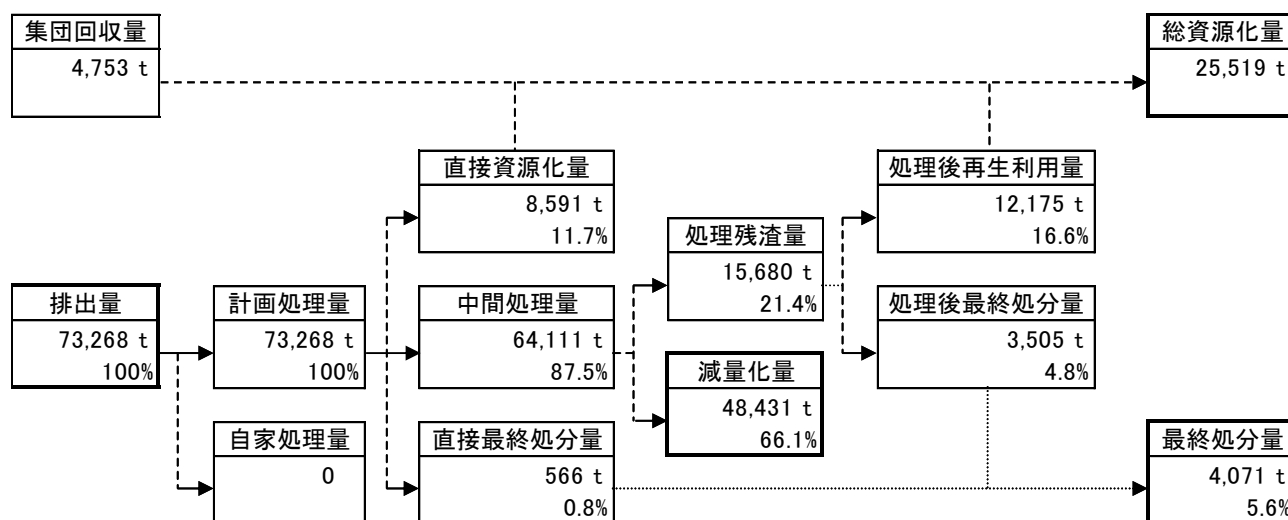 集団回収量
4,753 t
総資源化量
25,519 t
直接資源化量
8,591 t
11.7%
処理後再生利用量
12,175 t
16.6%
処理残渣量
15,680 t
21.4%
排出量
73,268 t
100%
計画処理量
73,268 t
100%
中間処理量
64,111 t
87.5%
処理後最終処分量
3,505 t
4.8%
減量化量
48,431 t
66.1%
自家処理量
0
直接最終処分量
566 t
0.8%
最終処分量
4,071 t
5.6%